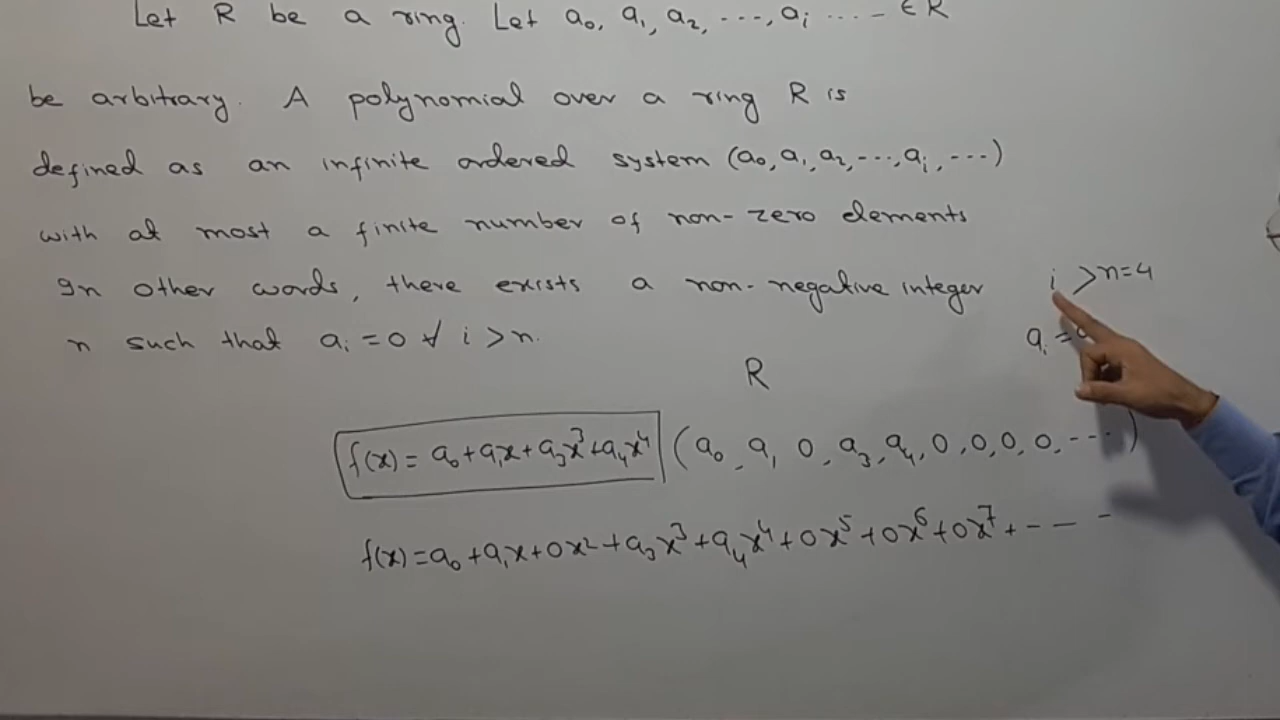 Let R be a ring. Let a₀, a₁, a₂, ---, aᵢ ---- ∈ R
be arbitrary. A polynomial over a ring R is
defined as an infinite ordered system (a₀, a₁, a₂, ---, aᵢ, ---)
with at most a finite number of non-zero elements
In other words, there exists a non-negative integer
n such that aᵢ = 0 ∀ i > n.
i > n=4
aᵢ =
R
f(x) = a₀+a₁x+a₃x³+a₄x⁴ (a₀, a₁ 0, a₃, a₄, 0, 0, 0, 0, ---)
f(x) = a₀+a₁x+0x²+a₃x³+a₄x⁴+0x⁵+0x⁶+0x⁷+---